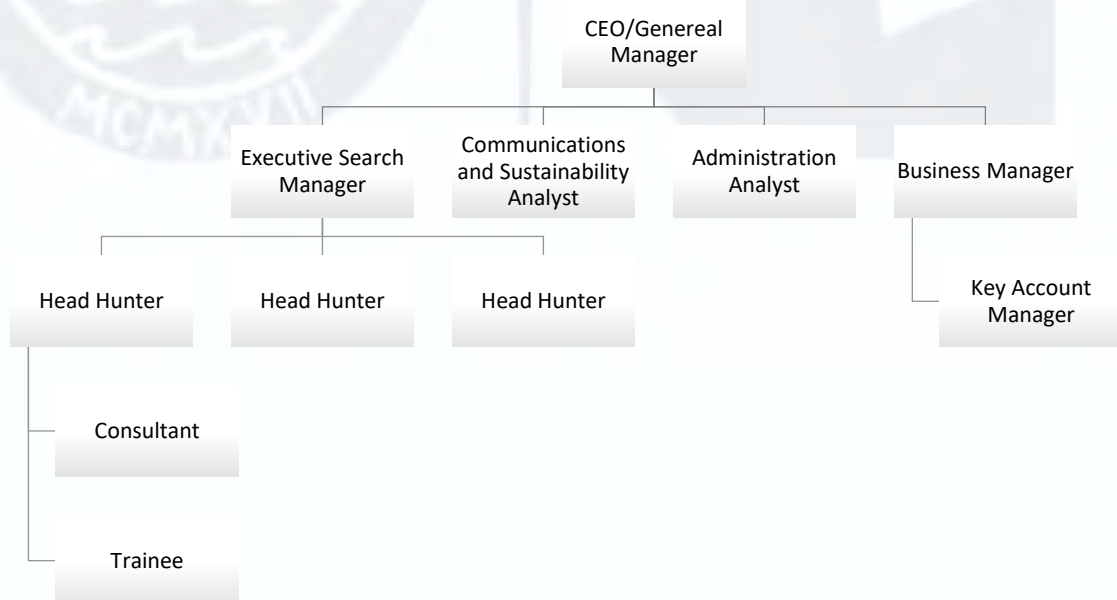 MCMXVII
CEO/Genereal
Manager
Executive Search
Manager
Communications
and Sustainability
Analyst
Administration
Analyst
Business Manager
Head Hunter
Head Hunter
Head Hunter
Key Account
Manager
Consultant
Trainee